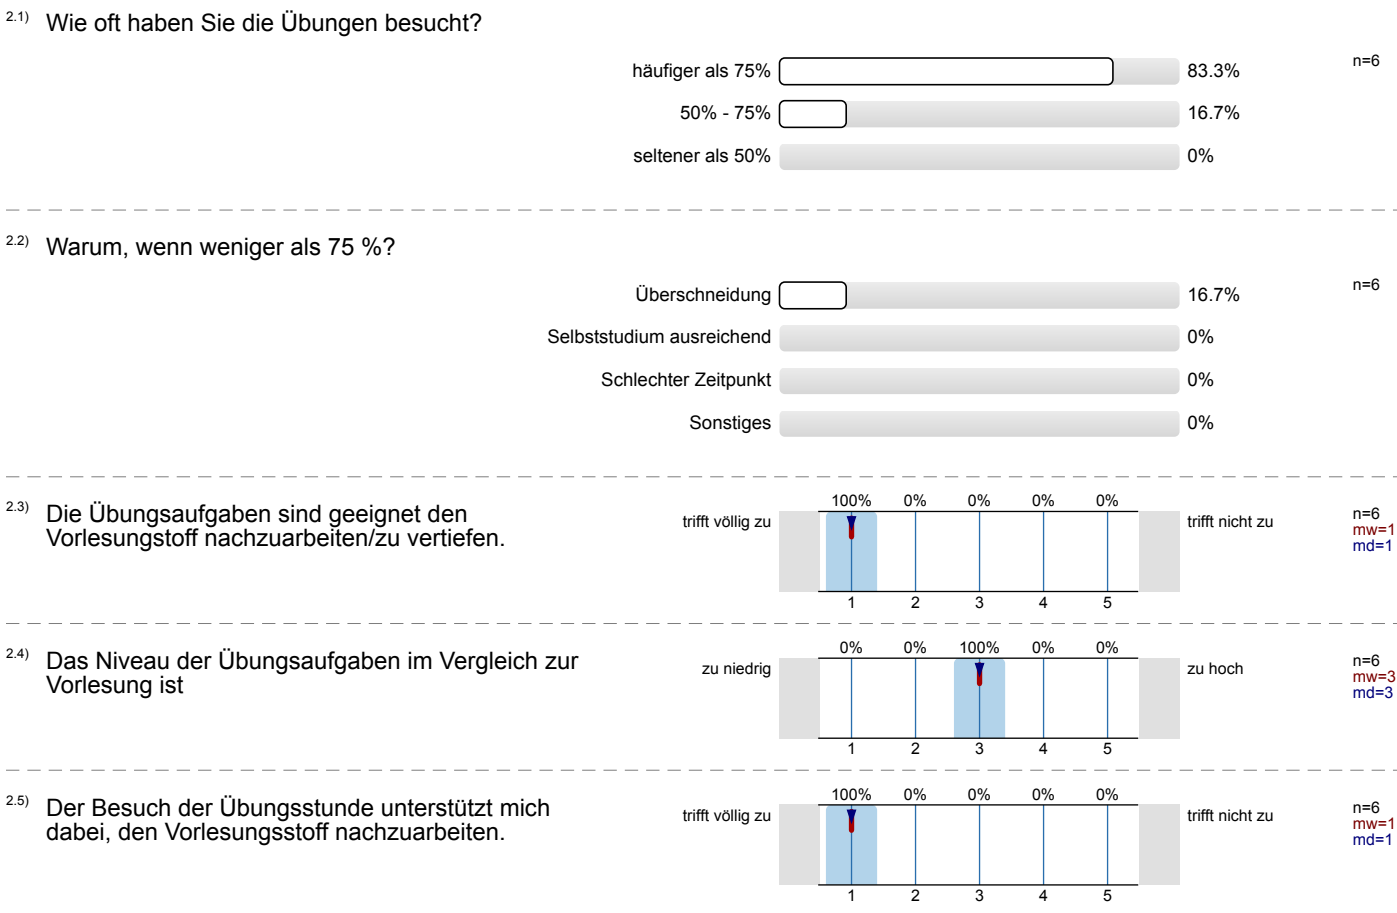 2.1) Wie oft haben Sie die Übungen besucht?
häufiger als 75% 83.3% n=6
50% - 75% 16.7%
seltener als 50% 0%
2.2) Warum, wenn weniger als 75 %?
Überschneidung 16.7% n=6
Selbststudium ausreichend 0%
Schlechter Zeitpunkt 0%
Sonstiges 0%
2.3) Die Übungsaufgaben sind geeignet den
Vorlesungstoff nachzuarbeiten/zu vertiefen.
100% 0% 0% 0% 0%
trifft völlig zu trifft nicht zu
n=6
mw=1
md=1
1 2 3 4 5
2.4) Das Niveau der Übungsaufgaben im Vergleich zur
Vorlesung ist
0% 0% 100% 0% 0%
zu niedrig zu hoch
n=6
mw=3
md=3
1 2 3 4 5
2.5) Der Besuch der Übungsstunde unterstützt mich
dabei, den Vorlesungsstoff nachzuarbeiten.
100% 0% 0% 0% 0%
trifft völlig zu trifft nicht zu
n=6
mw=1
md=1
1 2 3 4 5